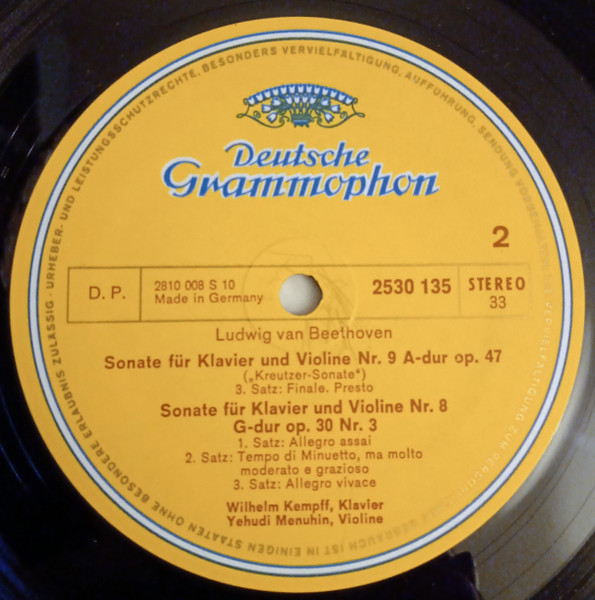 Deutsche
Grammophon
2
D. P.
2810 008 S 10
Made in Germany
2530 135
STEREO
33
Ludwig van Beethoven
Sonate für Klavier und Violine Nr. 9 A-dur op. 47
(„Kreutzer-Sonate“)
3. Satz: Finale. Presto
Sonate für Klavier und Violine Nr. 8
G-dur op. 30 Nr. 3
1. Satz: Allegro assai
2. Satz: Tempo di Minuetto, ma molto
moderato e grazioso
3. Satz: Allegro vivace
Wilhelm Kempff, Klavier
Yehudi Menuhin, Violine
URHEBER- UND LEISTUNGSSCHUTZRECHTE, BESONDERS VERVIELFÄLTIGUNG, AUFFÜHRUNG, SENDUNG
VERVIELFÄLTIGUNG ZUM
GEBRAUCH IST IN EINIGEN STAATEN OHNE BESONDERE ERLAUBNIS ZULÄSSIG ·